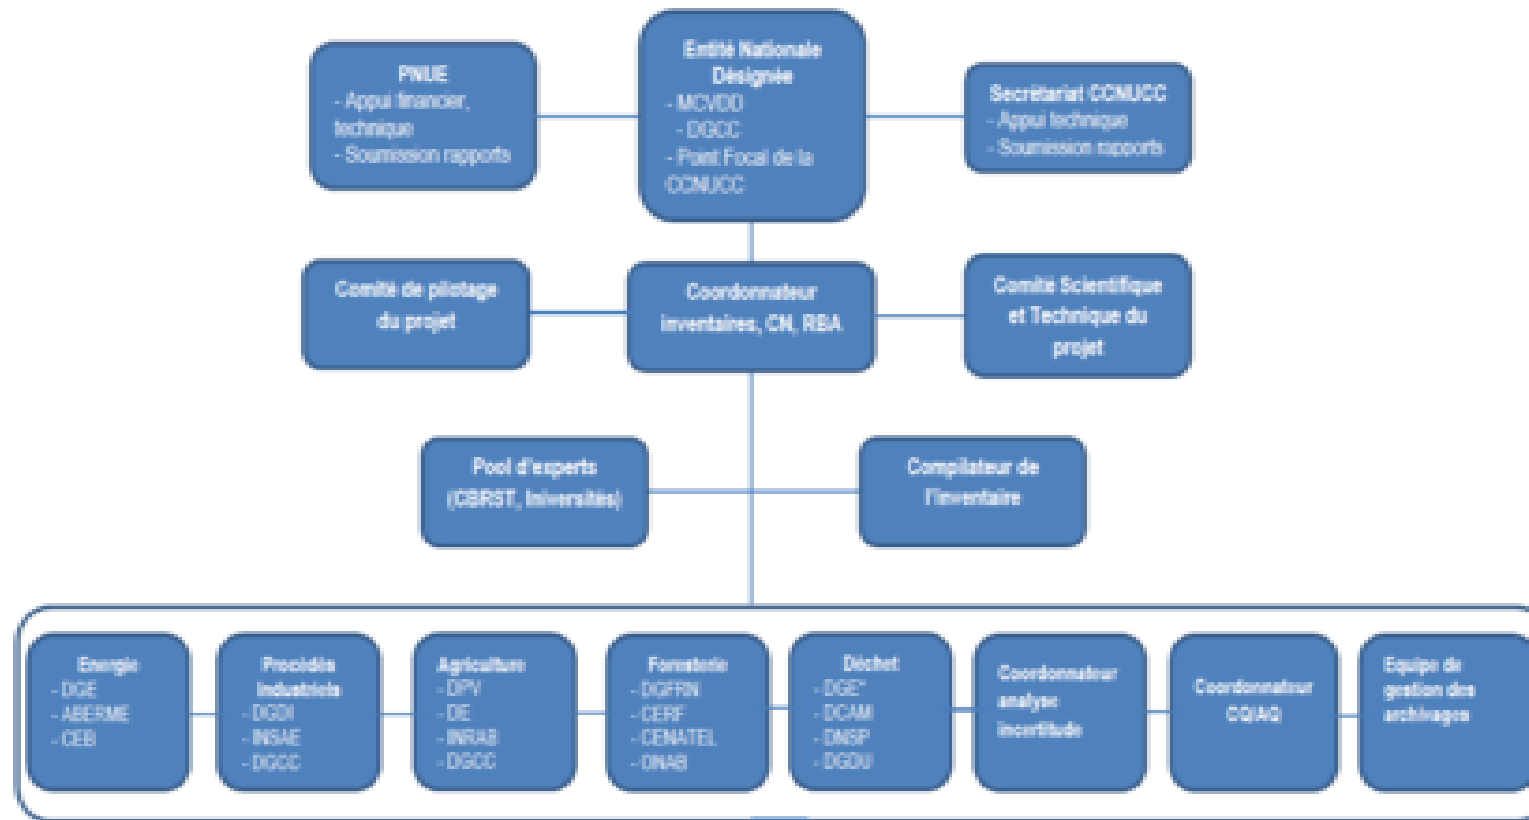 PNUE
- Appui financier,
technique
- Soumission rapports
Entité Nationale
Désignée
- MCVDD
- DGCC
- Point Focal de la
CCNUCC
Secrétariat CCNUCC
- Appui technique
- Soumission rapports
Comité de pilotage
du projet
Coordonnateur
inventaires, CN, RBA
Comité Scientifique
et Technique du
projet
Pool d'experts
(CBRST, Iniversités)
Compilateur de
l'inventaire
Energie
- DGE
- ABERME
- CEB
Procédés
Industriels
- DGDI
- INSAE
- DGCC
Agriculture
- DPV
- DE
- INRAB
- DGCC
Foresterie
- DGFRN
- CERF
- CENATEL
- ONAB
Déchet
- DGE*
- DCAM
- DNSP
- DGDU
Coordonnateur
analyse
incertitude
Coordonnateur
CQ/AQ
Equipe de
gestion des
archivages